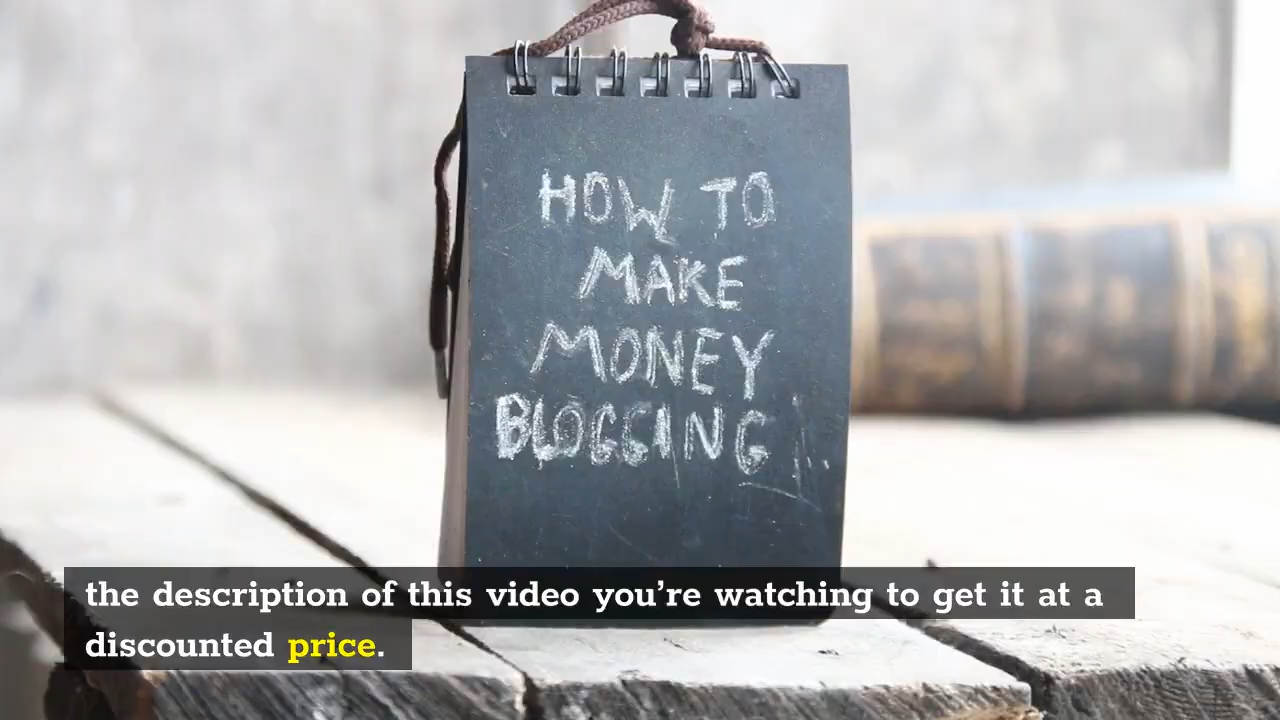 HOW TO
MAKE
MONEY
BLOGGING
the description of this video you're watching to get it at a
discounted price.